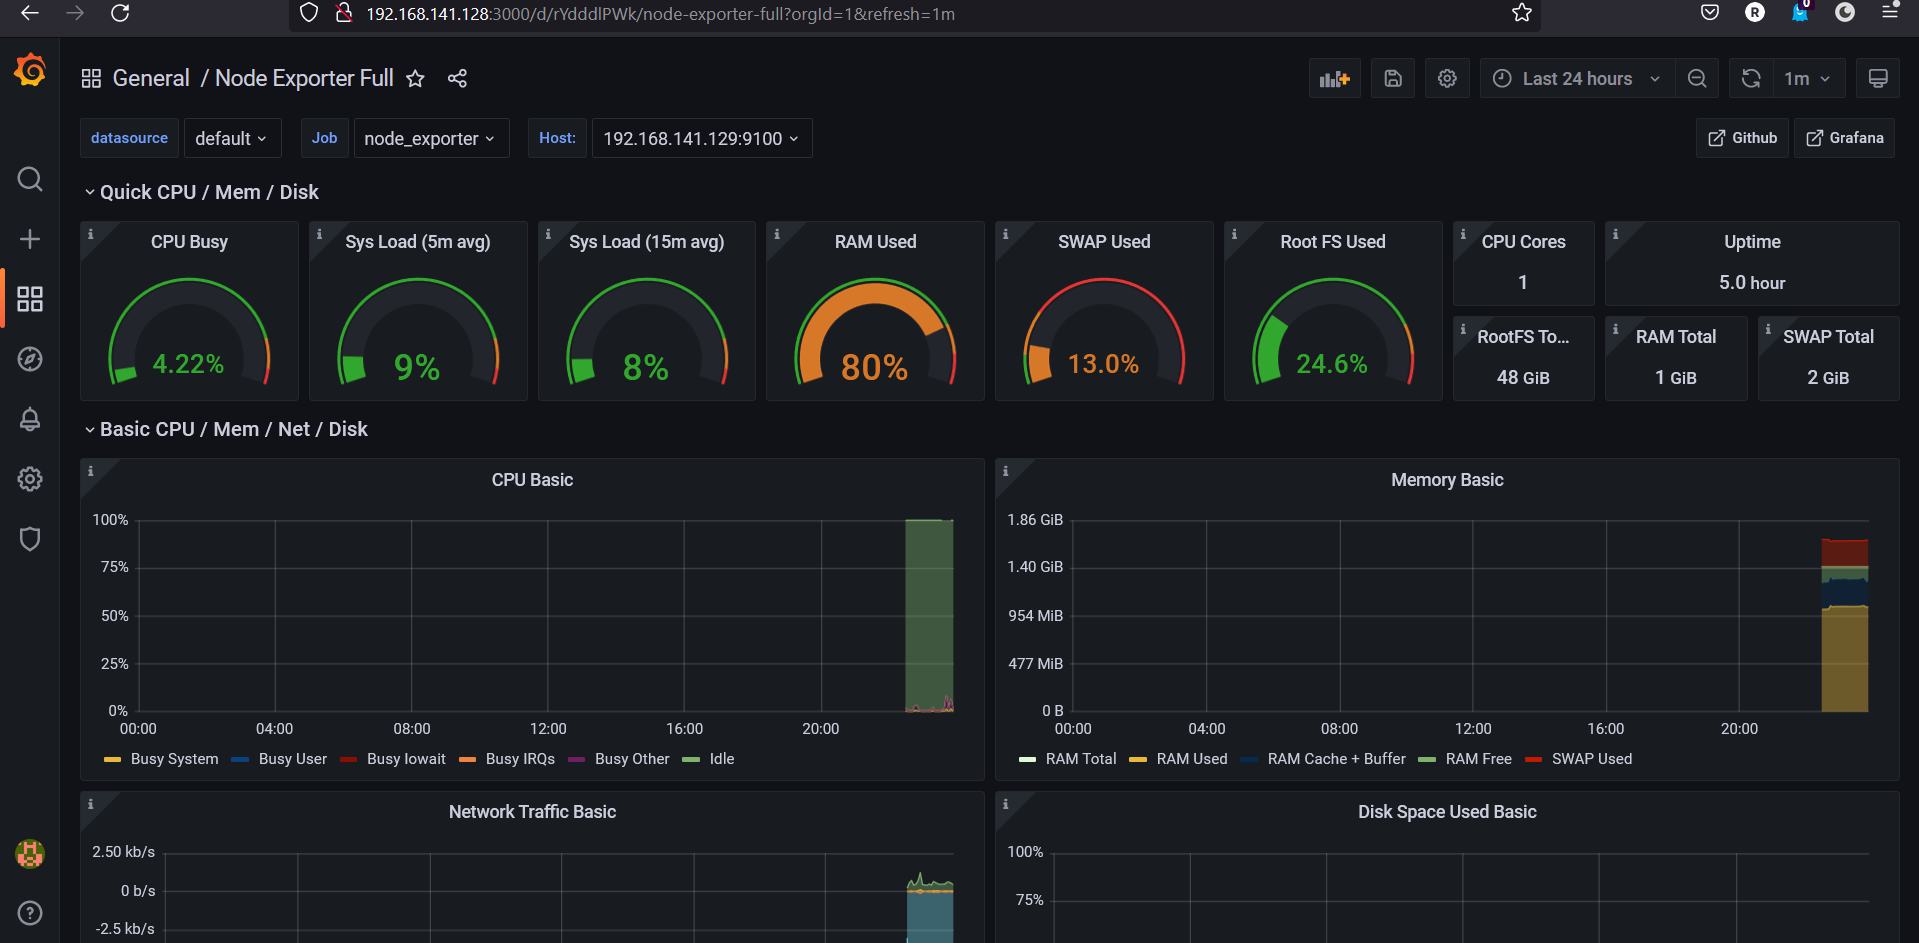 192.168.141.128:3000/d/rYdddlPWk/node-exporter-full?orgId=1&refresh=1m
R
0
General / Node Exporter Full
Last 24 hours
1m
datasource
default
Job
node_exporter
Host:
192.168.141.129:9100
Github
Grafana
Quick CPU / Mem / Disk
CPU Busy
4.22%
Sys Load (5m avg)
9%
Sys Load (15m avg)
8%
RAM Used
80%
SWAP Used
13.0%
Root FS Used
24.6%
CPU Cores
1
Uptime
5.0 hour
RootFS To...
48 GiB
RAM Total
1 GiB
SWAP Total
2 GiB
Basic CPU / Mem / Net / Disk
CPU Basic
100%
75%
50%
25%
0%
00:00 04:00 08:00 12:00 16:00 20:00
Busy System Busy User Busy Iowait Busy IRQs Busy Other Idle
Memory Basic
1.86 GiB
1.40 GiB
954 MiB
477 MiB
0 B
00:00 04:00 08:00 12:00 16:00 20:00
RAM Total RAM Used RAM Cache + Buffer RAM Free SWAP Used
Network Traffic Basic
2.50 kb/s
0 b/s
-2.5 kb/s
Disk Space Used Basic
100%
75%